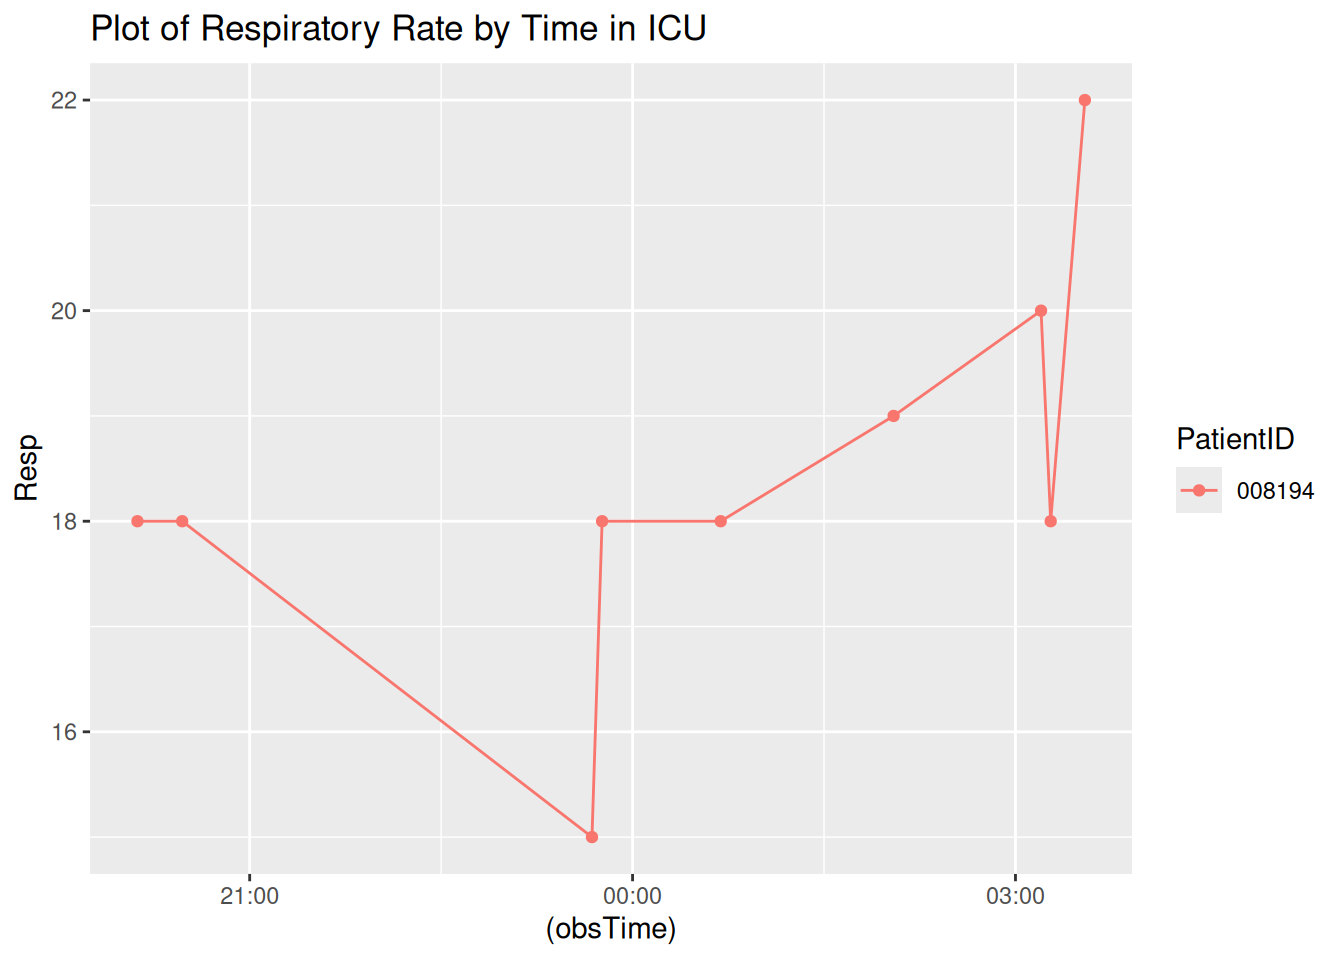 Plot of Respiratory Rate by Time in ICU
22
20
18
16
Resp
21:00
00:00
03:00
(obsTime)
PatientID
008194